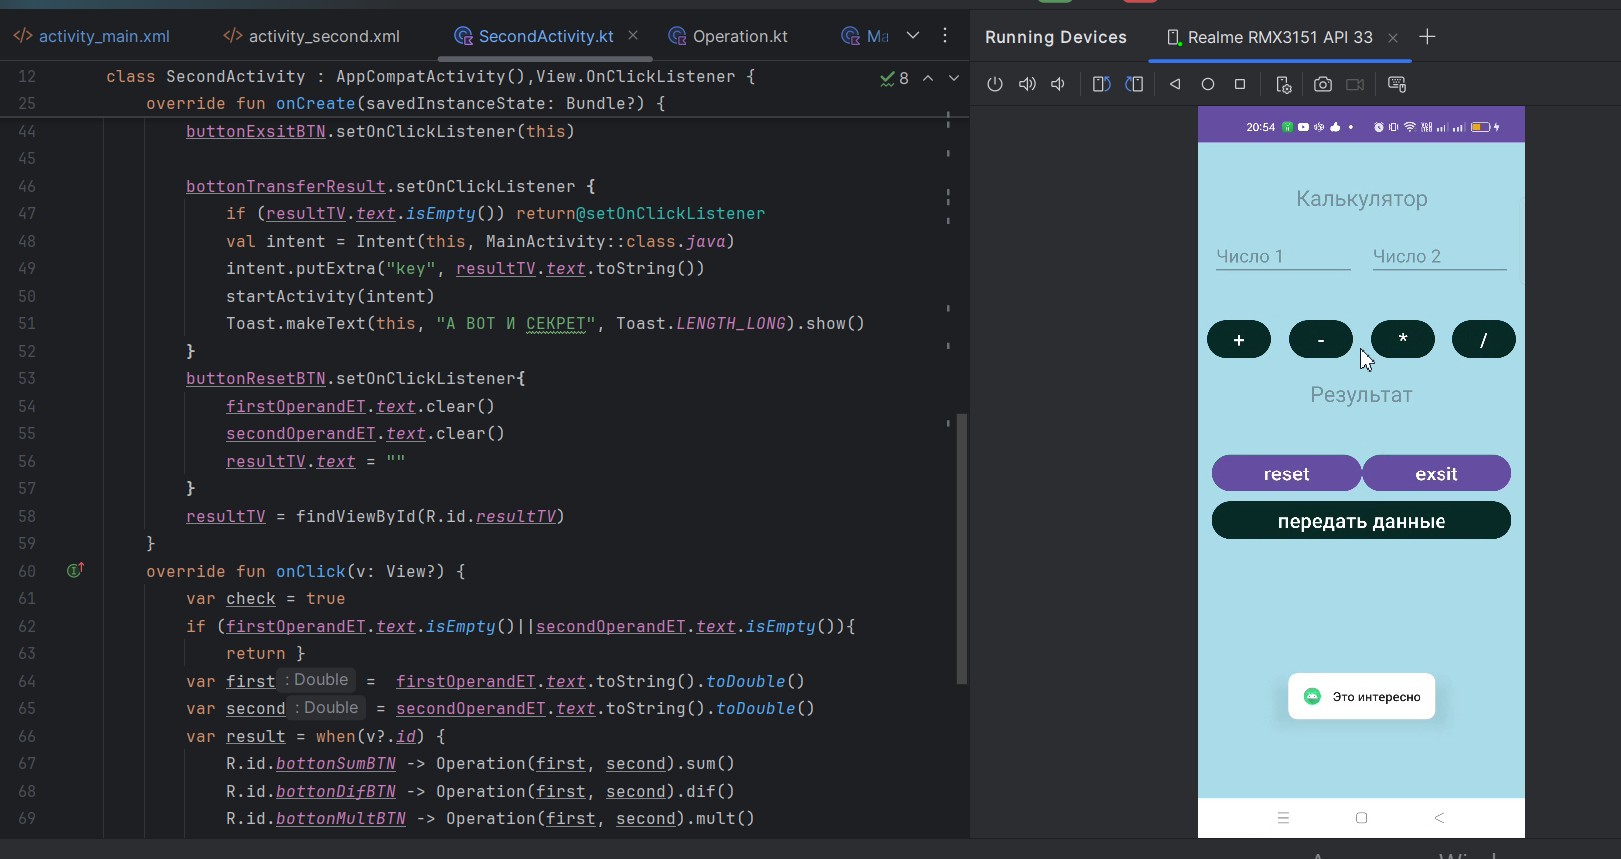 activity_main.xml activity_second.xml SecondActivity.kt Operation.kt Ma
12 class SecondActivity : AppCompatActivity(),View.OnClickListener { 8
25 override fun onCreate(savedInstanceState: Bundle?) {
44 buttonExsitBTN.setOnClickListener(this)
45
46 bottonTransferResult.setOnClickListener {
47 if (resultTV.text.isEmpty()) return@setOnClickListener
48 val intent = Intent(this, MainActivity::class.java)
49 intent.putExtra("key", resultTV.text.toString())
50 startActivity(intent)
51 Toast.makeText(this, "А ВОТ И СЕКРЕТ", Toast.LENGTH_LONG).show()
52 }
53 buttonResetBTN.setOnClickListener{
54 firstOperandET.text.clear()
55 secondOperandET.text.clear()
56 resultTV.text = ""
57 }
58 resultTV = findViewById(R.id.resultTV)
59 }
60 override fun onClick(v: View?) {
61 var check = true
62 if (firstOperandET.text.isEmpty()||secondOperandET.text.isEmpty()){
63 return }
64 var first : Double = firstOperandET.text.toString().toDouble()
65 var second : Double = secondOperandET.text.toString().toDouble()
66 var result = when(v?.id) {
67 R.id.bottonSumBTN -> Operation(first, second).sum()
68 R.id.bottonDifBTN -> Operation(first, second).dif()
69 R.id.bottonMultBTN -> Operation(first, second).mult()
Running Devices Realme RMX3151 API 33
20:54
Калькулятор
Число 1 Число 2
+ - * /
Результат
reset exsit
передать данные
Это интересно